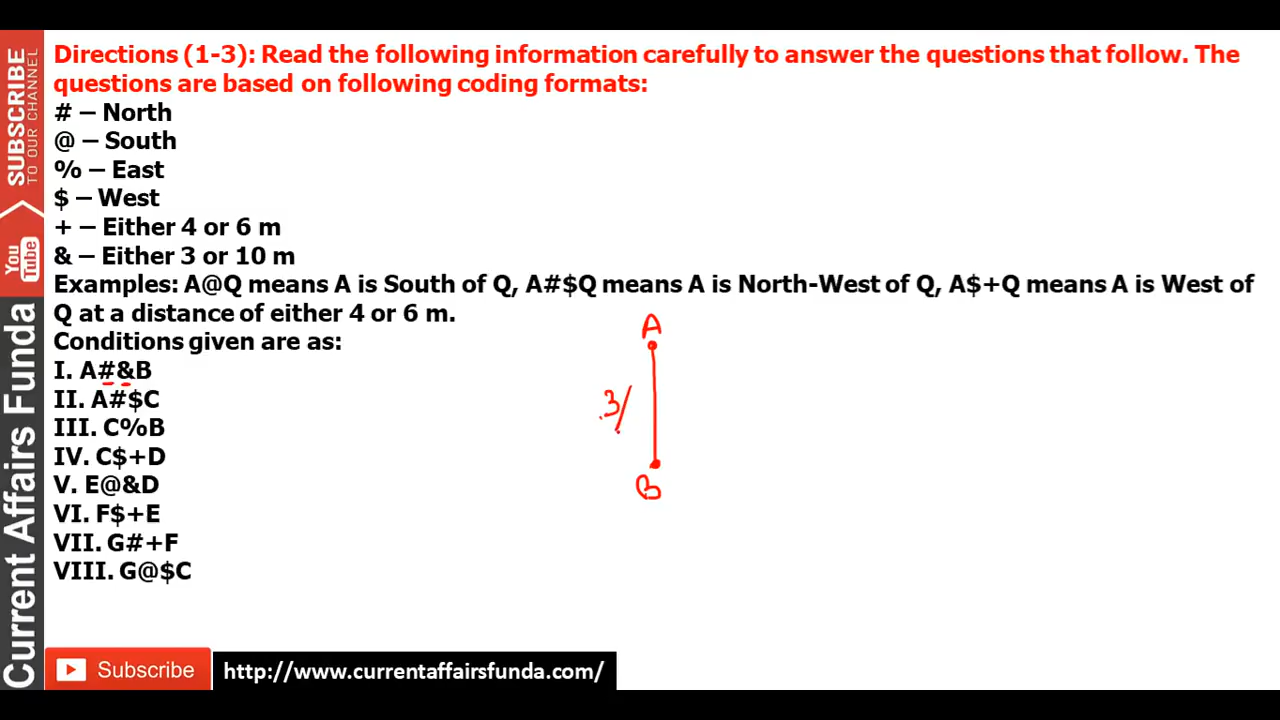 SUBSCRIBE
TO OUR CHANNEL
You Tube
Current Affairs Funda
Directions (1-3): Read the following information carefully to answer the questions that follow. The
questions are based on following coding formats:
# – North
@ – South
% – East
$ – West
+ – Either 4 or 6 m
& – Either 3 or 10 m
Examples: A@Q means A is South of Q, A#$Q means A is North-West of Q, A$+Q means A is West of
Q at a distance of either 4 or 6 m.
Conditions given are as:
I. A#&B
II. A#$C
III. C%B
IV. C$+D
V. E@&D
VI. F$+E
VII. G#+F
VIII. G@$C
A
3/
B
Subscribe
http://www.currentaffairsfunda.com/